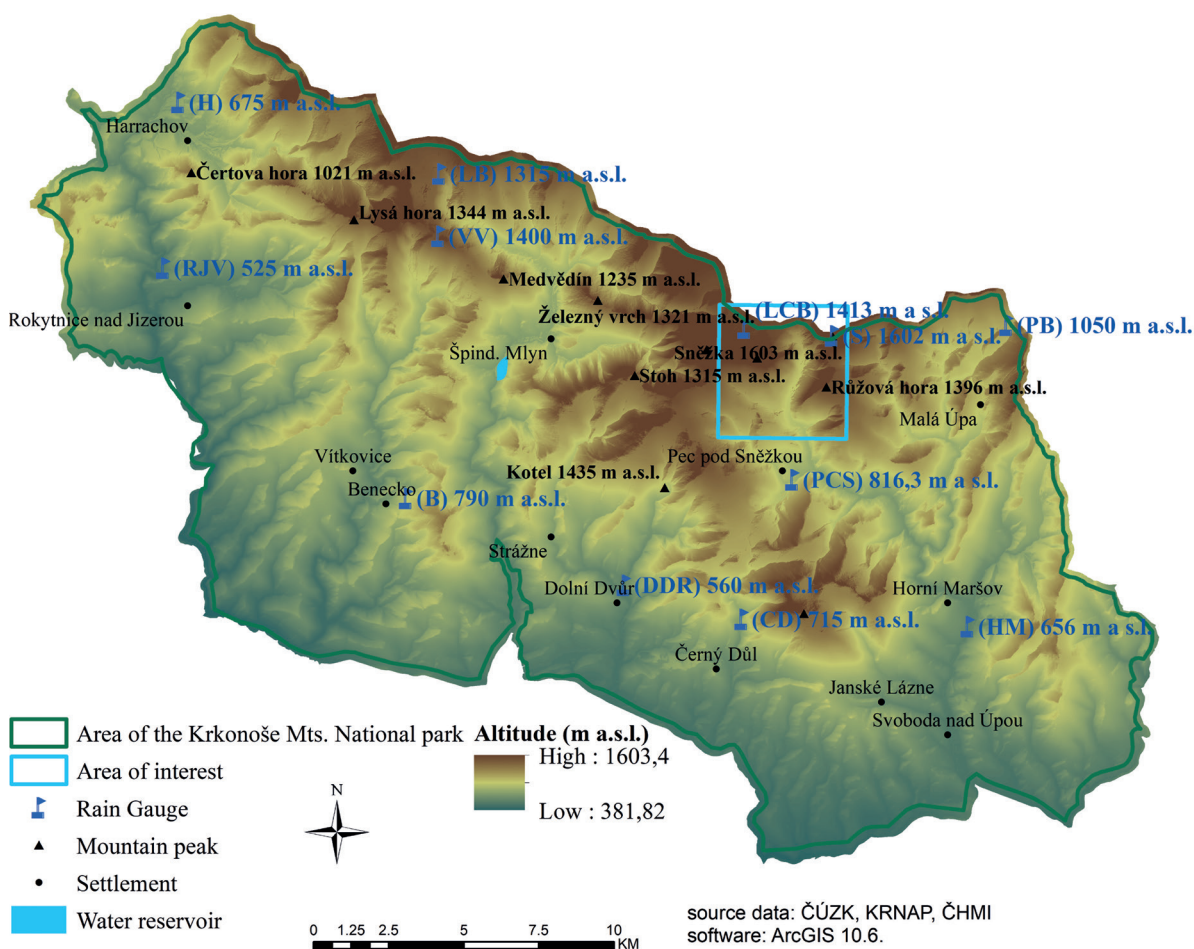 (H) 675 m a.s.l.
Harrachov
Čertova hora 1021 m a.s.l.
(LB) 1315 m a.s.l.
Lysá hora 1344 m a.s.l.
(VV) 1400 m a.s.l.
(RJV) 525 m a.s.l.
Medvědín 1235 m a.s.l.
Rokytnice nad Jizerou
Železný vrch 1321 m a.s.l.
(LCB) 1413 m a s.l.
(S) 1602 m a.s.l.
(PB) 1050 m a.s.l.
Špind. Mlyn
Sněžka 1603 m a.s.l.
Stoh 1315 m a.s.l.
Růžová hora 1396 m a.s.l.
Malá Úpa
Vítkovice
Kotel 1435 m a.s.l.
Pec pod Sněžkou
(PCS) 816,3 m a s.l.
Benecko
(B) 790 m a.s.l.
Strážne
Dolní Dvůr
(DDR) 560 m a.s.l.
Horní Maršov
(CD) 715 m a.s.l.
(HM) 656 m a s.l.
Černý Důl
Janské Lázne
Svoboda nad Úpou
Area of the Krkonoše Mts. National park
Area of interest
Rain Gauge
Mountain peak
Settlement
Water reservoir
Altitude (m a.s.l.)
High : 1603,4
Low : 381,82
N
0 1.25 2.5 5 7.5 10
KM
source data: ČÚZK, KRNAP, ČHMI
software: ArcGIS 10.6.